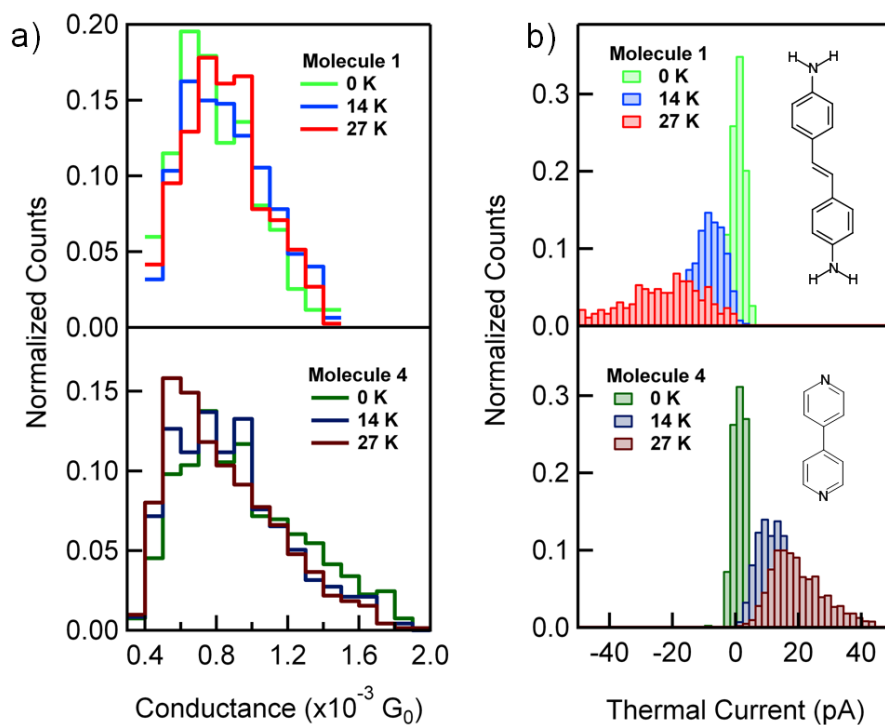 a)
0.20
0.15
0.10
0.05
0.00
Normalized Counts
Molecule 1
0 K
14 K
27 K
0.15
0.10
0.05
0.00
Normalized Counts
Molecule 4
0 K
14 K
27 K
0.4 0.8 1.2 1.6 2.0
Conductance (x10⁻³ G₀)
b)
0.3
0.2
0.1
0.0
Normalized Counts
Molecule 1
0 K
14 K
27 K
H H
N
N
H H
0.3
0.2
0.1
0.0
Normalized Counts
Molecule 4
0 K
14 K
27 K
N
N
-40 -20 0 20 40
Thermal Current (pA)